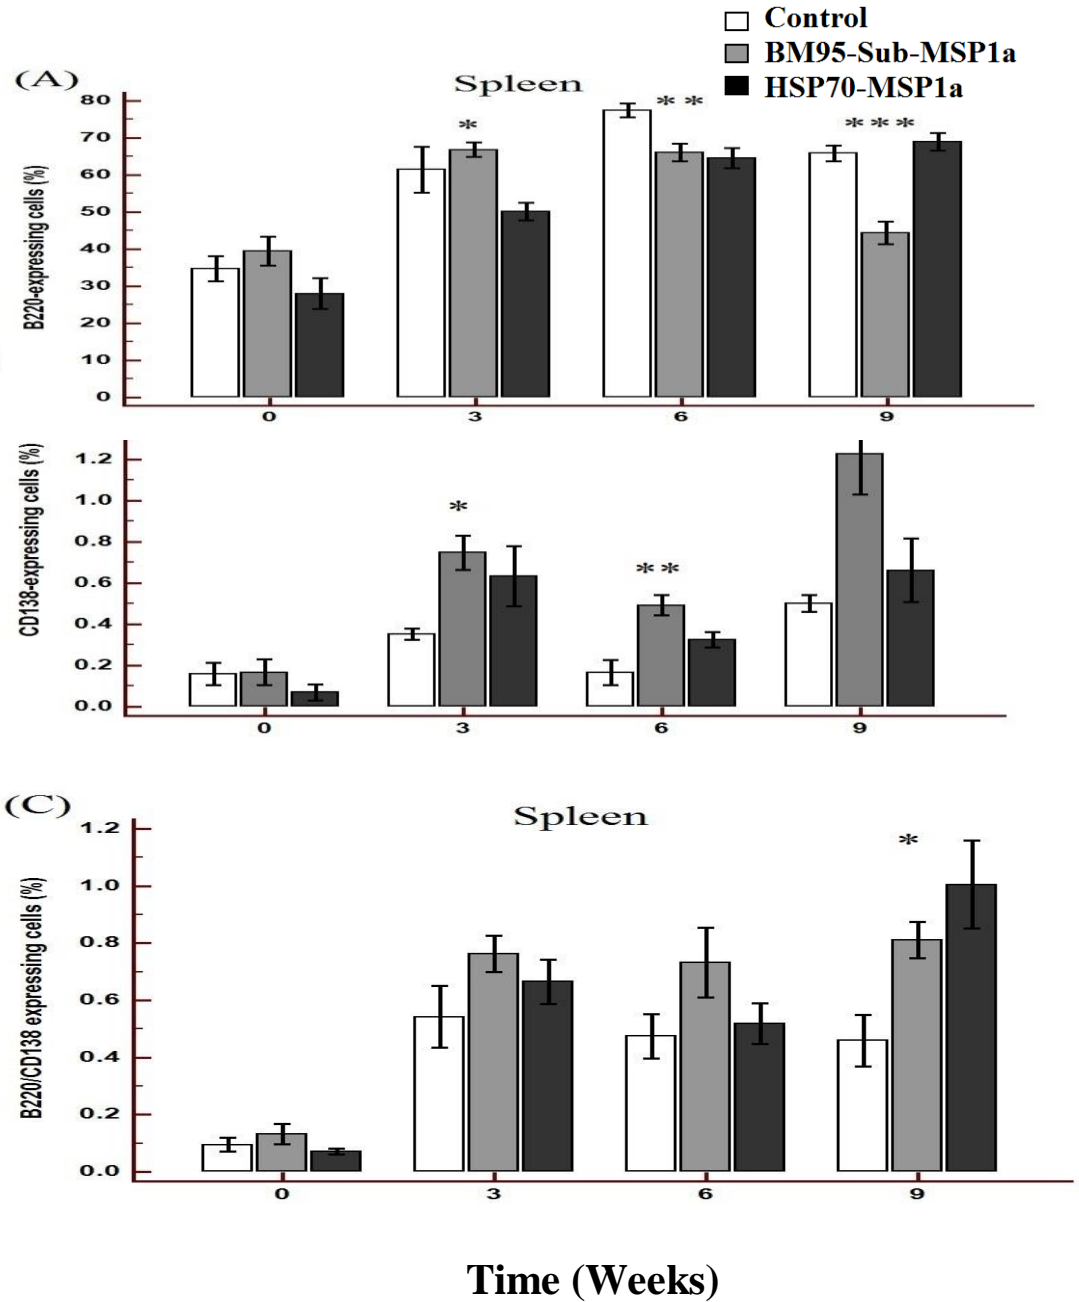 Control
BM95-Sub-MSP1a
HSP70-MSP1a
(A)
Spleen
B220-expressing cells (%)
80
70
60
50
40
30
20
10
0
*
* *
* * *
0 3 6 9
CD138-expressing cells (%)
1.2
1.0
0.8
0.6
0.4
0.2
0.0
*
* *
0 3 6 9
(C)
Spleen
B220/CD138 expressing cells (%)
1.2
1.0
0.8
0.6
0.4
0.2
0.0
*
0 3 6 9
Time (Weeks)